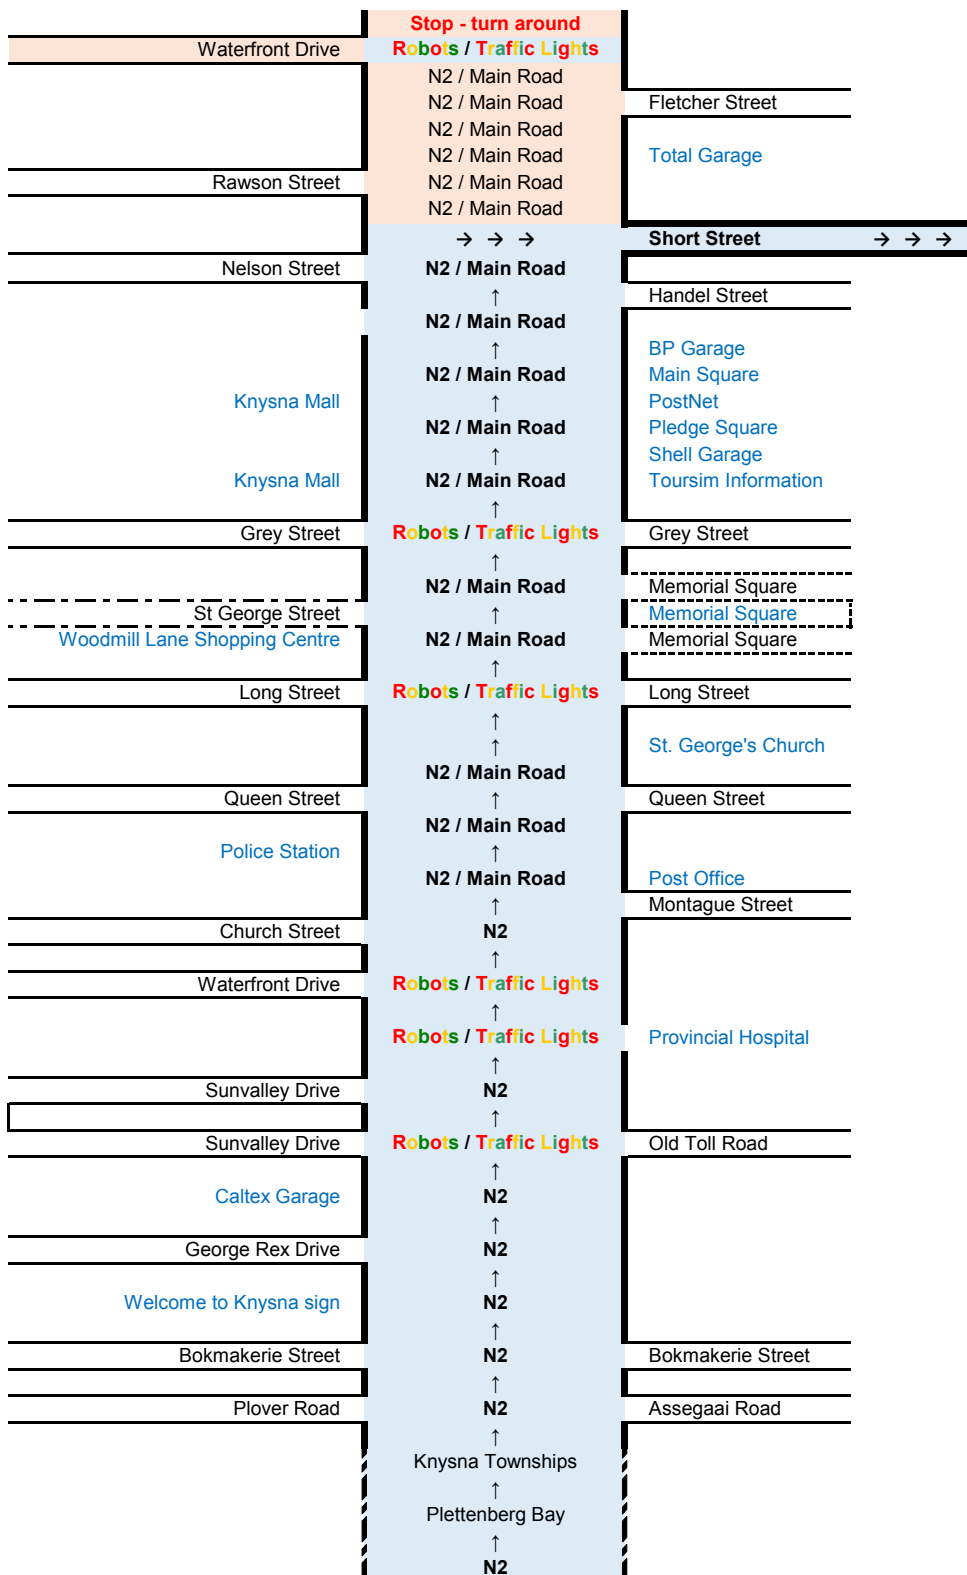 Stop - turn around
Waterfront Drive Robots / Traffic Lights
N2 / Main Road
N2 / Main Road Fletcher Street
N2 / Main Road
N2 / Main Road Total Garage
Rawson Street N2 / Main Road
N2 / Main Road
→ → → Short Street → → →
Nelson Street N2 / Main Road
↑ Handel Street
N2 / Main Road
↑ BP Garage
N2 / Main Road Main Square
Knysna Mall ↑ PostNet
N2 / Main Road Pledge Square
↑ Shell Garage
Knysna Mall N2 / Main Road Toursim Information
↑
Grey Street Robots / Traffic Lights Grey Street
↑
N2 / Main Road Memorial Square
St George Street ↑ Memorial Square
Woodmill Lane Shopping Centre N2 / Main Road Memorial Square
↑
Long Street Robots / Traffic Lights Long Street
↑
↑ St. George's Church
N2 / Main Road
Queen Street ↑ Queen Street
N2 / Main Road
Police Station ↑
N2 / Main Road Post Office
↑ Montague Street
Church Street N2
↑
Waterfront Drive Robots / Traffic Lights
↑
Robots / Traffic Lights Provincial Hospital
↑
Sunvalley Drive N2
↑
Sunvalley Drive Robots / Traffic Lights Old Toll Road
↑
Caltex Garage N2
↑
George Rex Drive N2
↑
Welcome to Knysna sign N2
↑
Bokmakerie Street N2 Bokmakerie Street
↑
Plover Road N2 Assegaai Road
↑
Knysna Townships
↑
Plettenberg Bay
↑
N2